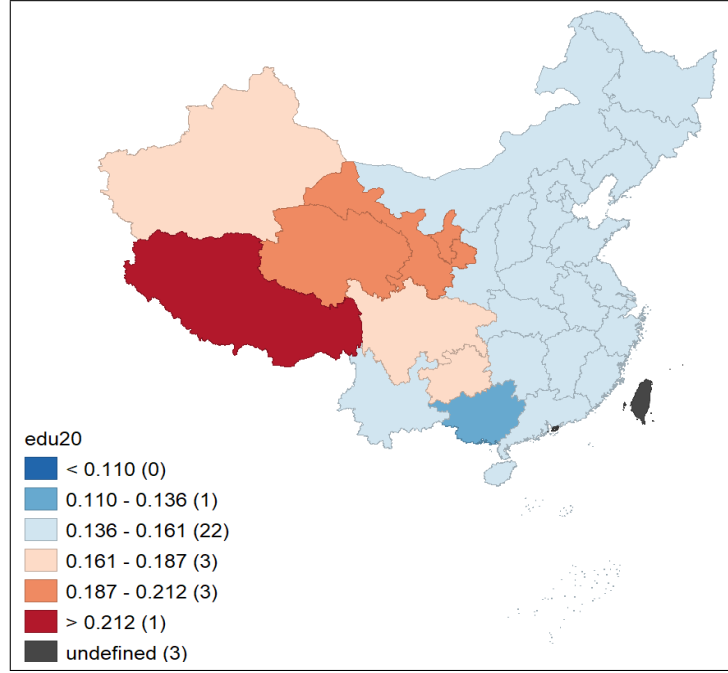 edu20
< 0.110 (0)
0.110 - 0.136 (1)
0.136 - 0.161 (22)
0.161 - 0.187 (3)
0.187 - 0.212 (3)
> 0.212 (1)
undefined (3)